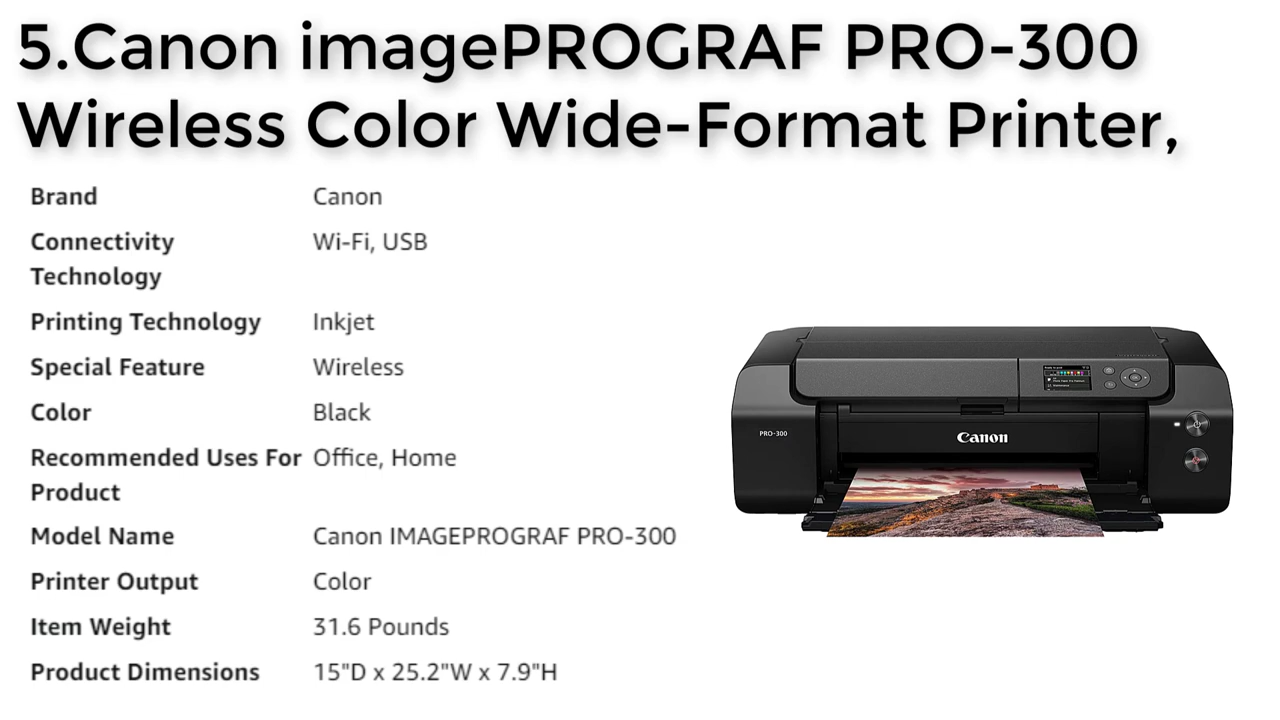 5.Canon imagePROGRAF PRO-300
Wireless Color Wide-Format Printer,
Brand Canon
Connectivity Wi-Fi, USB
Technology
Printing Technology Inkjet
Special Feature Wireless
Color Black
Recommended Uses For Office, Home
Product
Model Name Canon IMAGEPROGRAF PRO-300
Printer Output Color
Item Weight 31.6 Pounds
Product Dimensions 15"D x 25.2"W x 7.9"H
PRO-300
Canon